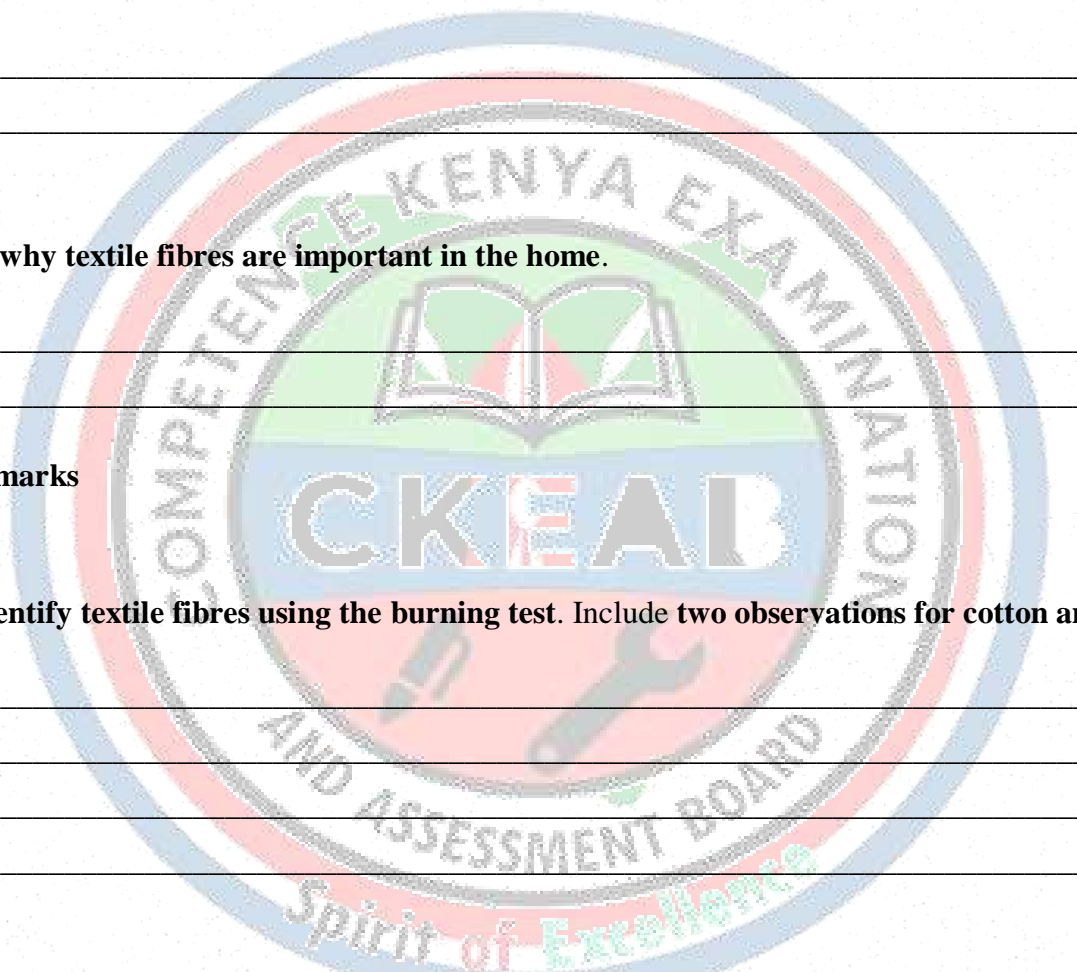 why textile fibres are important in the home.
marks
entify textile fibres using the burning test. Include two observations for cotton an
COMPETENCE KENYA EXAMINATION
AND ASSESSMENT BOARD
CKEAB
Spirit of Excellence